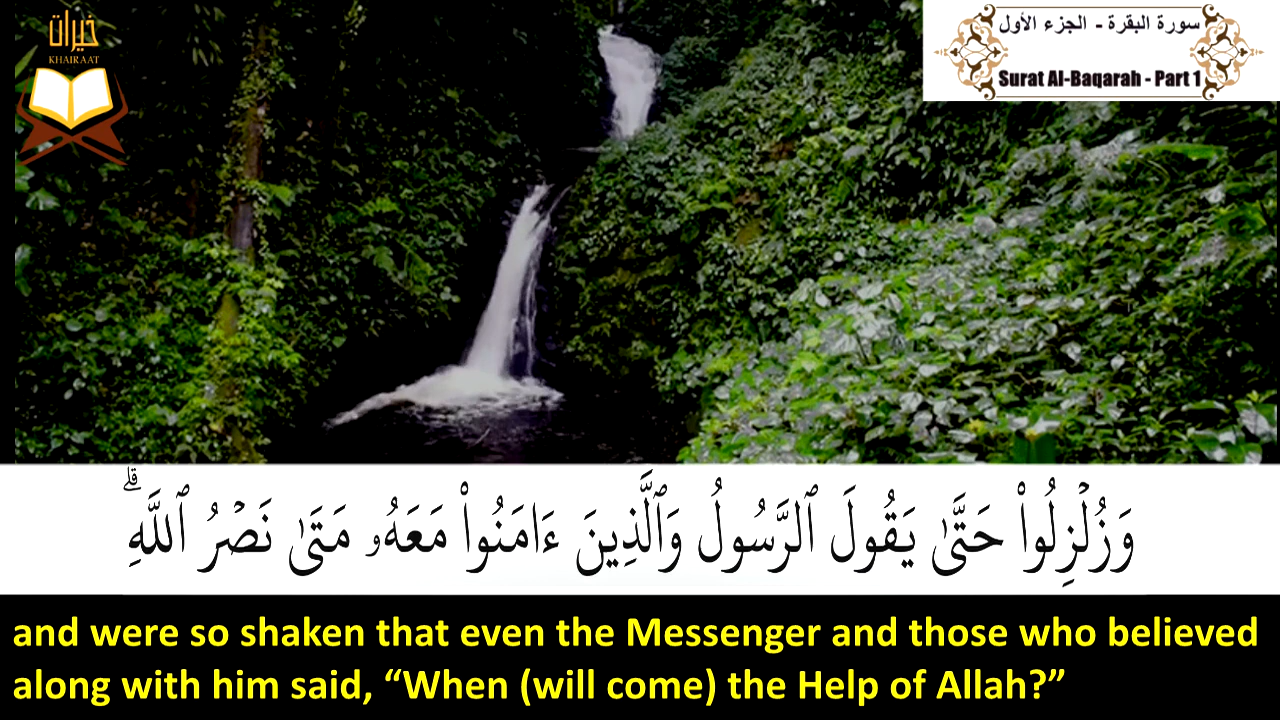 خيرات
KHAIRAAT
سورة البقرة - الجزء الأول
Surat Al-Baqarah - Part 1
وَزُلْزِلُوا۟ حَتَّىٰ يَقُولَ ٱلرَّسُولُ وَٱلَّذِينَ ءَامَنُوا۟ مَعَهُۥ مَتَىٰ نَصْرُ ٱللَّهِ ۗ
and were so shaken that even the Messenger and those who believed
along with him said, “When (will come) the Help of Allah?”